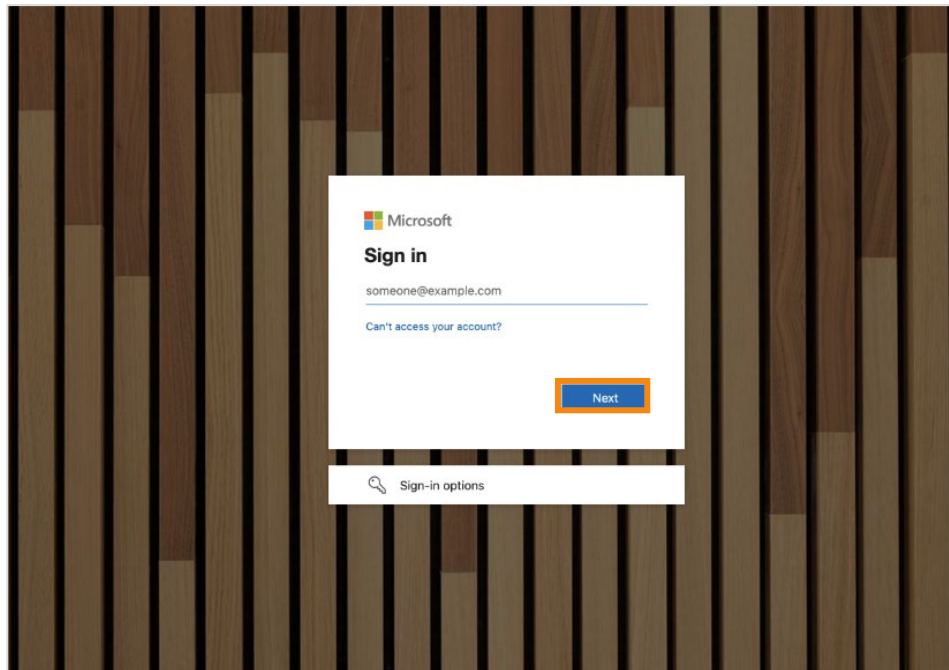 Microsoft
Sign in
someone@example.com
Can't access your account?
Next
Sign-in options